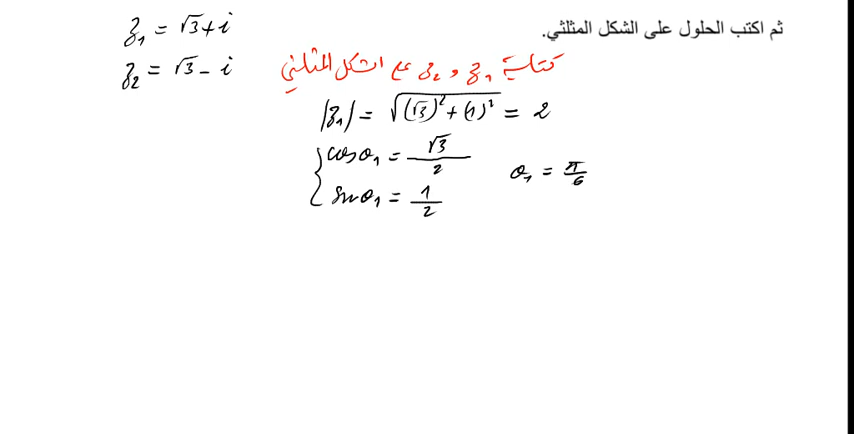 ثم اكتب الحلول على الشكل المثلثي.
z₁ = √3 + i
z₂ = √3 - i
كتابة z₁ و z₂ على الشكل المثلثي
|z₁| = √((√3)² + (1)²) = 2
cos θ₁ = √3/2
sin θ₁ = 1/2
θ₁ = π/6